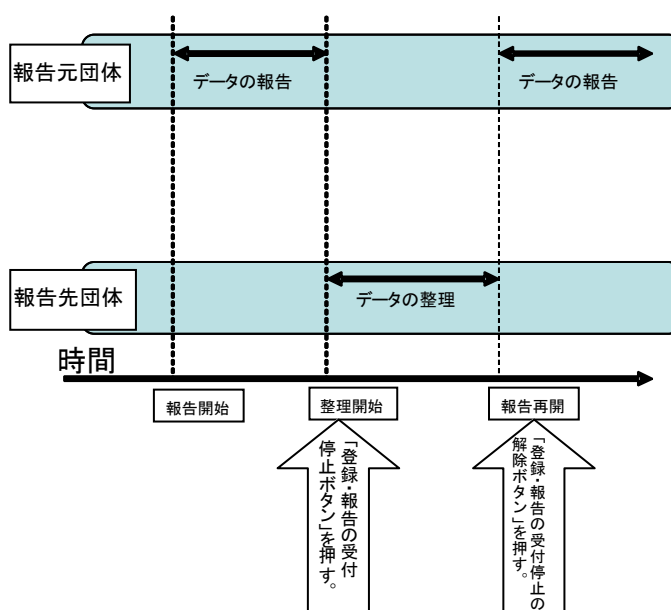 報告元団体
データの報告
データの報告
報告先団体
データの整理
時間
報告開始
整理開始
報告再開
「登録・報告の受付
停止ボタン」を押す。
「登録・報告の受付停止の
解除ボタン」を押す。